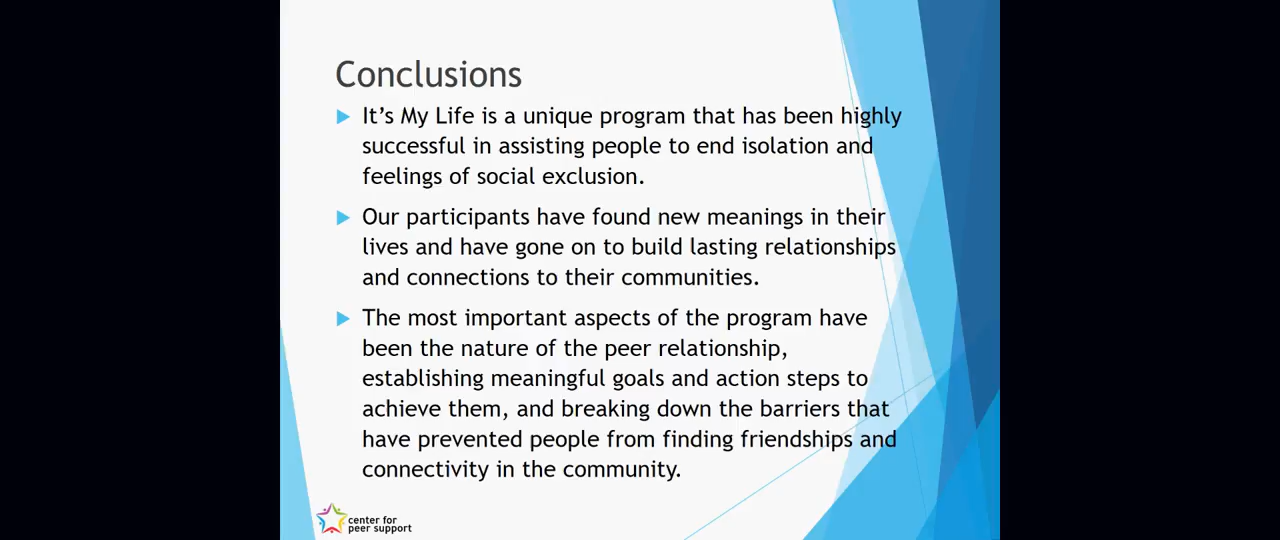 Conclusions
It's My Life is a unique program that has been highly
successful in assisting people to end isolation and
feelings of social exclusion.
Our participants have found new meanings in their
lives and have gone on to build lasting relationships
and connections to their communities.
The most important aspects of the program have
been the nature of the peer relationship,
establishing meaningful goals and action steps to
achieve them, and breaking down the barriers that
have prevented people from finding friendships and
connectivity in the community.
center for
peer support